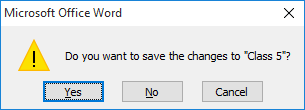 Microsoft Office Word
Do you want to save the changes to "Class 5"?
Yes No Cancel